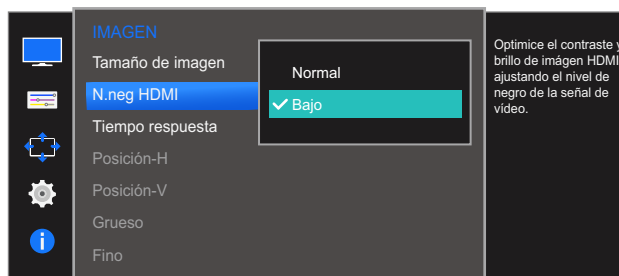 IMAGEN
Tamaño de imagen
N.neg HDMI
Tiempo respuesta
Posición-H
Posición-V
Grueso
Fino
Normal
Bajo
Optimice el contraste y
brillo de imágen HDMI
ajustando el nivel de
negro de la señal de
vídeo.